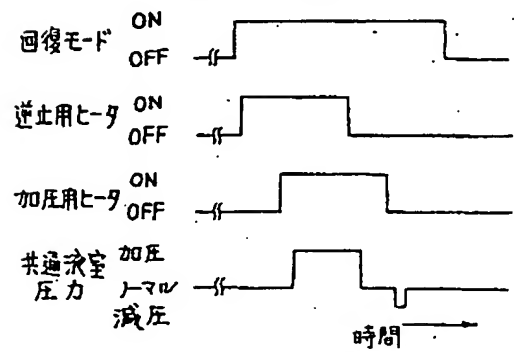 回復モード ON
OFF
逆止用ヒータ ON
OFF
加圧用ヒータ ON
OFF
共通液室 加圧
圧力 ノーマル
減圧
時間